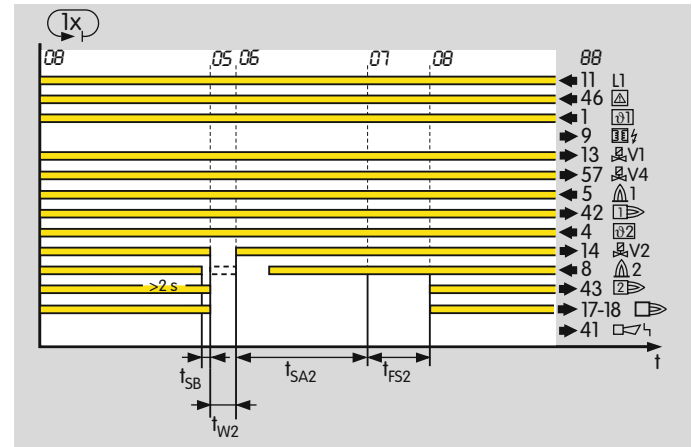 1x
08 05 06 07 08 88
11 L1
46
1 ϑ1
9
13 V1
57 V4
5 1
42 1
4 ϑ2
14 V2
8 2
>2 s 43 2
17-18
41
t
tSB tSA2 tFS2
tW2